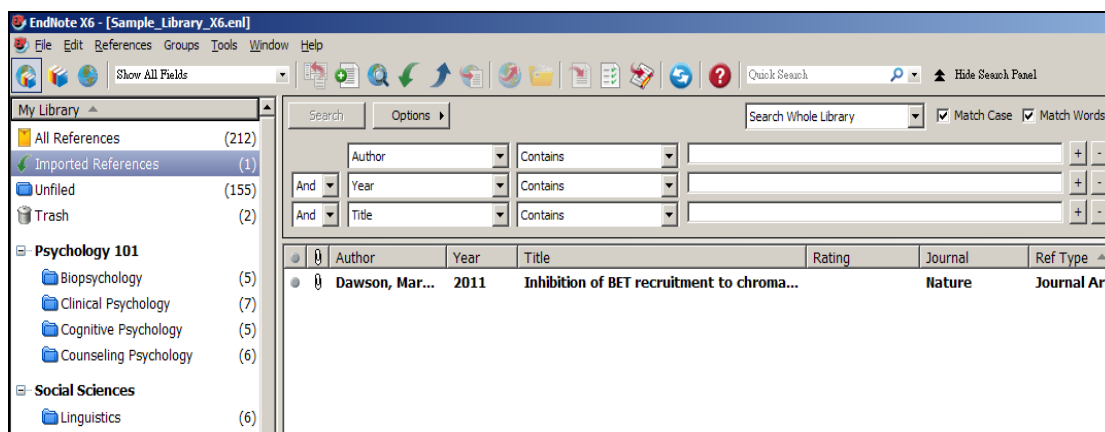 EndNote X6 - [Sample_Library_X6.enl]
File Edit References Groups Tools Window Help
Show All Fields
Quick Search
Hide Search Panel
My Library
All References (212)
Imported References (1)
Unfiled (155)
Trash (2)
Psychology 101
Biopsychology (5)
Clinical Psychology (7)
Cognitive Psychology (5)
Counseling Psychology (6)
Social Sciences
Linguistics (6)
Search Options Search Whole Library Match Case Match Words
Author Contains + -
And Year Contains + -
And Title Contains + -
Author Year Title Rating Journal Ref Type
Dawson, Mar... 2011 Inhibition of BET recruitment to chroma... Nature Journal Ar